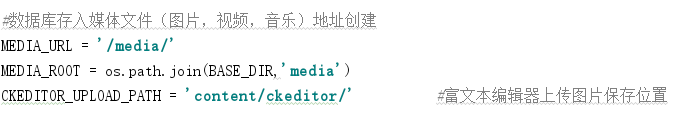 #数据库存入媒体文件（图片，视频，音乐）地址创建
MEDIA_URL = '/media/'
MEDIA_ROOT = os.path.join(BASE_DIR,'media')
CKEDITOR_UPLOAD_PATH = 'content/ckeditor/' #富文本编辑器上传图片保存位置